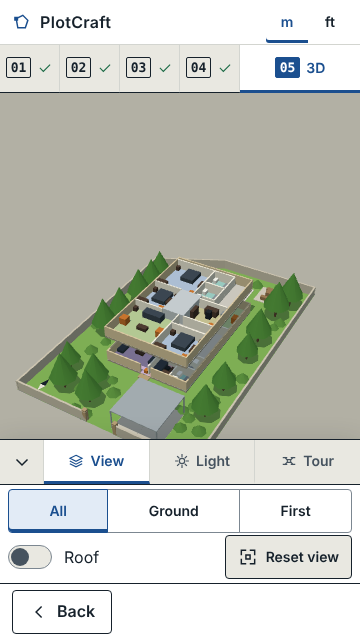 PlotCraft
m
ft
01
02
03
04
05 3D
View
Light
Tour
All
Ground
First
Roof
Reset view
Back